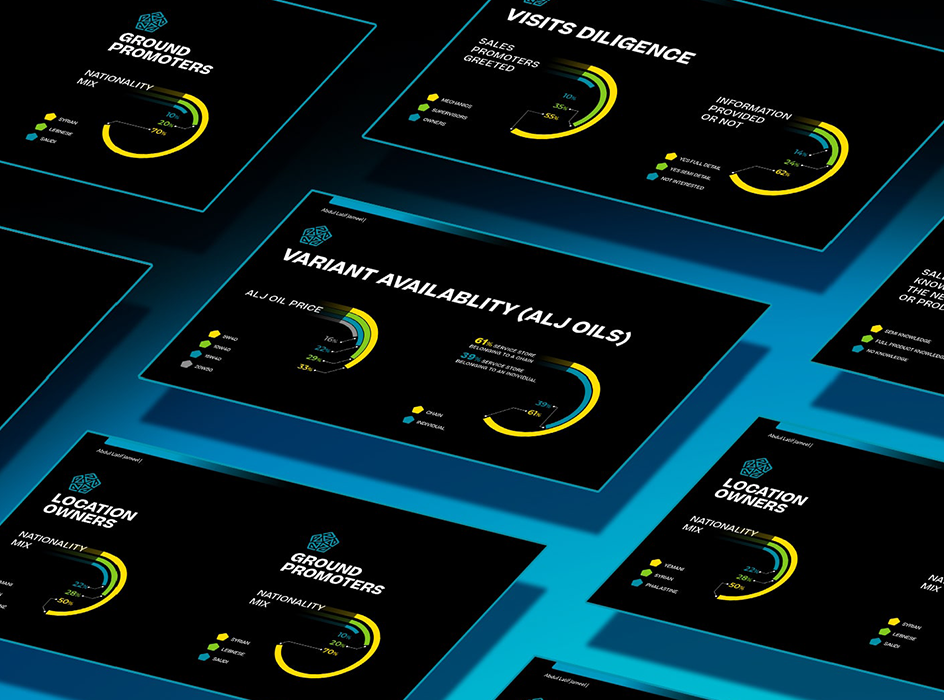 GROUND
PROMOTERS
NATIONALITY
MIX
10%
20%
70%
SYRIAN
LEBNESE
SAUDI
VISITS DILIGENCE
SALES
PROMOTERS
GREETED
10%
35%
55%
MECHANICS
SUPERVISORS
OWNERS
INFORMATION
PROVIDED
OR NOT
14%
24%
62%
YES FULL DETAIL
YES SEMI DETAIL
NOT INTERESTED
Abdul Latif Jameel |
VARIANT AVAILABLITY (ALJ OILS)
ALJ OIL PRICE
16%
22%
29%
33%
5W40
10W40
15W40
20W50
61% SERVICE STORE
BELONGING TO A CHAIN
39% SERVICE STORE
BELONGING TO AN INDIVIDUAL
39%
61%
CHAIN
INDIVIDUAL
THE NE
OR PROD
SEMI KNOWLEDGE
FULL PRODUCT KNOWLEDGE
NO KNOWLEDGE
Abdul Latif Jameel |
LOCATION
OWNERS
NATIONALITY
MIX
22%
28%
50%
GROUND
PROMOTERS
NATIONALITY
MIX
10%
20%
70%
SYRIAN
LEBNESE
SAUDI
Abdul Latif Jameel |
LOCATION
OWNERS
NATIONALITY
MIX
22%
28%
50%
YEMANI
SYRIAN
PHALASTINE
NATION
MIX
SYRIAN
LEBNESE
SAUDI
Abdul Latif Jameel |